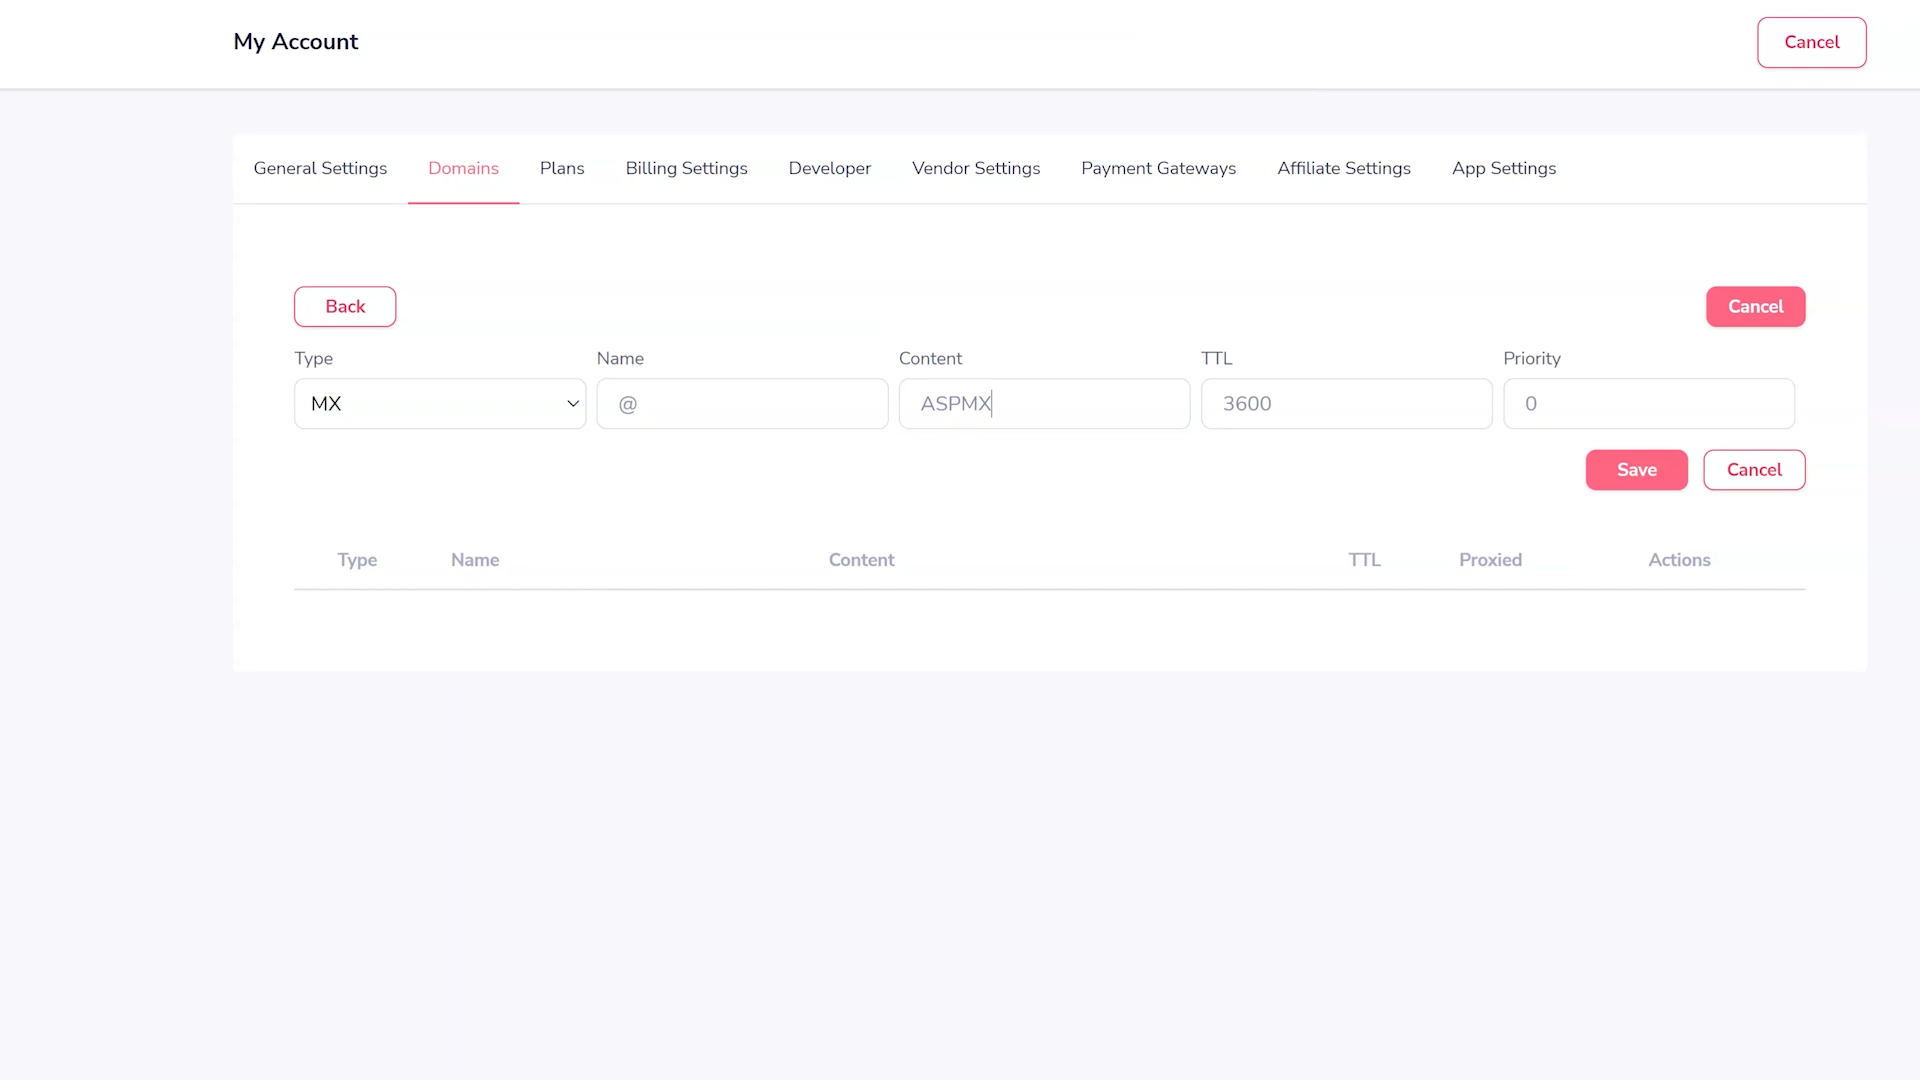 My Account
Cancel
General Settings Domains Plans Billing Settings Developer Vendor Settings Payment Gateways Affiliate Settings App Settings
Back Cancel
Type Name Content TTL Priority
MX @ ASPMX 3600 0
Save Cancel
Type Name Content TTL Proxied Actions